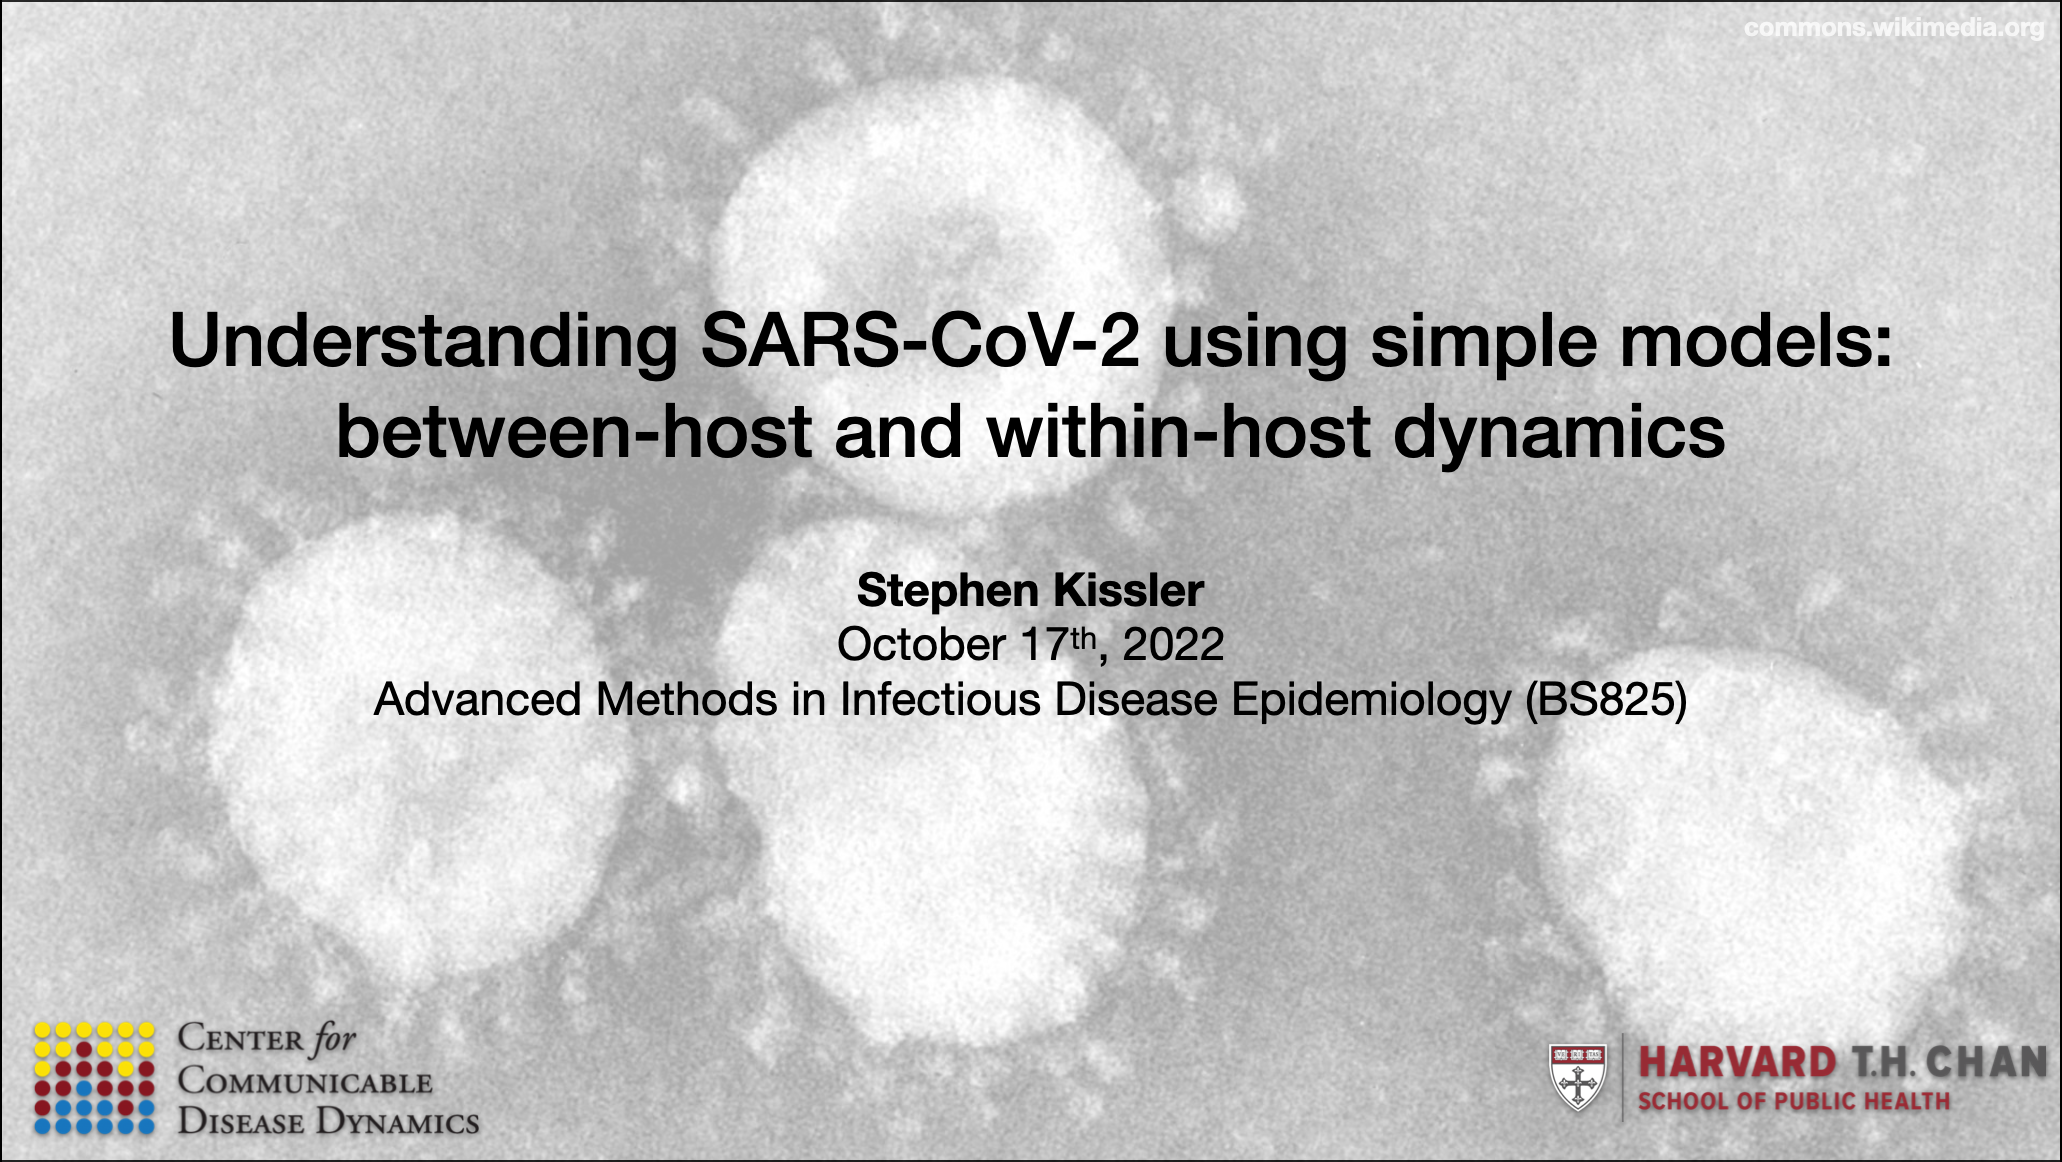 commons.wikimedia.org
Understanding SARS-CoV-2 using simple models:
between-host and within-host dynamics
Stephen Kissler
October 17th, 2022
Advanced Methods in Infectious Disease Epidemiology (BS825)
CENTER for
COMMUNICABLE
DISEASE DYNAMICS
HARVARD T.H. CHAN
SCHOOL OF PUBLIC HEALTH